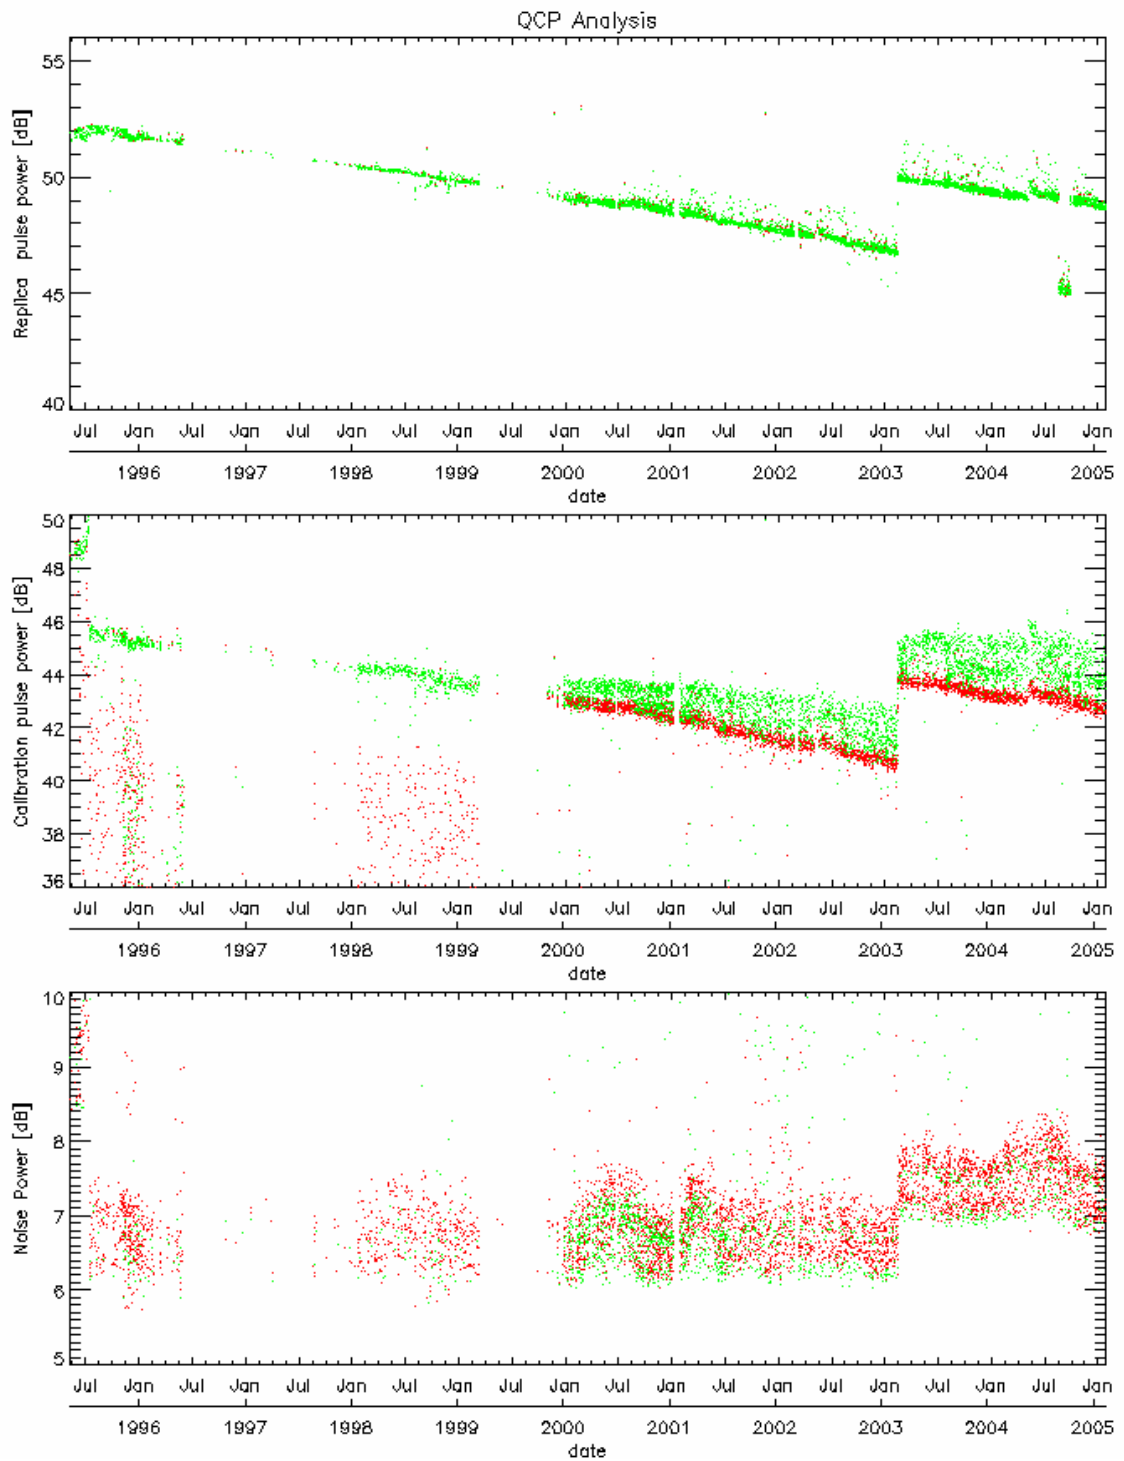 QCP Analysis
55
50
45
40
Replica pulse power [dB]
Jul Jan Jul Jan Jul Jan Jul Jan Jul Jan Jul Jan Jul Jan Jul Jan Jul Jan Jul Jan
1996 1997 1998 1999 2000 2001 2002 2003 2004 2005
date
50
48
46
44
42
40
38
36
Calibration pulse power [dB]
Jul Jan Jul Jan Jul Jan Jul Jan Jul Jan Jul Jan Jul Jan Jul Jan Jul Jan Jul Jan
1996 1997 1998 1999 2000 2001 2002 2003 2004 2005
date
10
9
8
7
6
5
Noise Power [dB]
Jul Jan Jul Jan Jul Jan Jul Jan Jul Jan Jul Jan Jul Jan Jul Jan Jul Jan Jul Jan
1996 1997 1998 1999 2000 2001 2002 2003 2004 2005
date